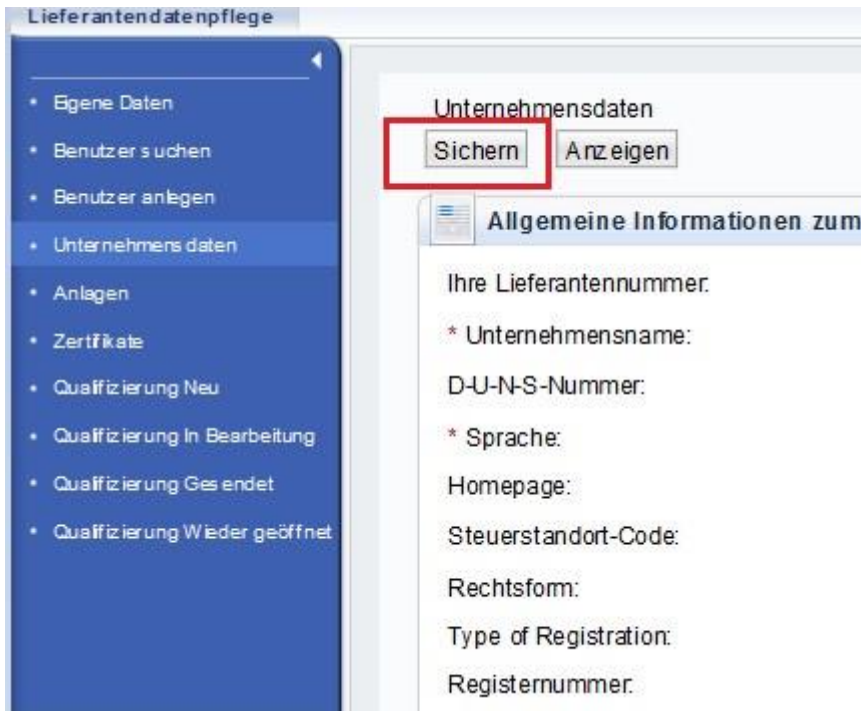 Lieferantendatenpflege
Eigene Daten
Benutzer suchen
Benutzer anlegen
Unternehmensdaten
Anlagen
Zertifikate
Qualifizierung Neu
Qualifizierung In Bearbeitung
Qualifizierung Gesendet
Qualifizierung Wieder geöffnet
Unternehmensdaten
Sichern Anzeigen
Allgemeine Informationen zum
Ihre Lieferantennummer:
* Unternehmensname:
D-U-N-S-Nummer:
* Sprache:
Homepage:
Steuerstandort-Code:
Rechtsform:
Type of Registration:
Registernummer: